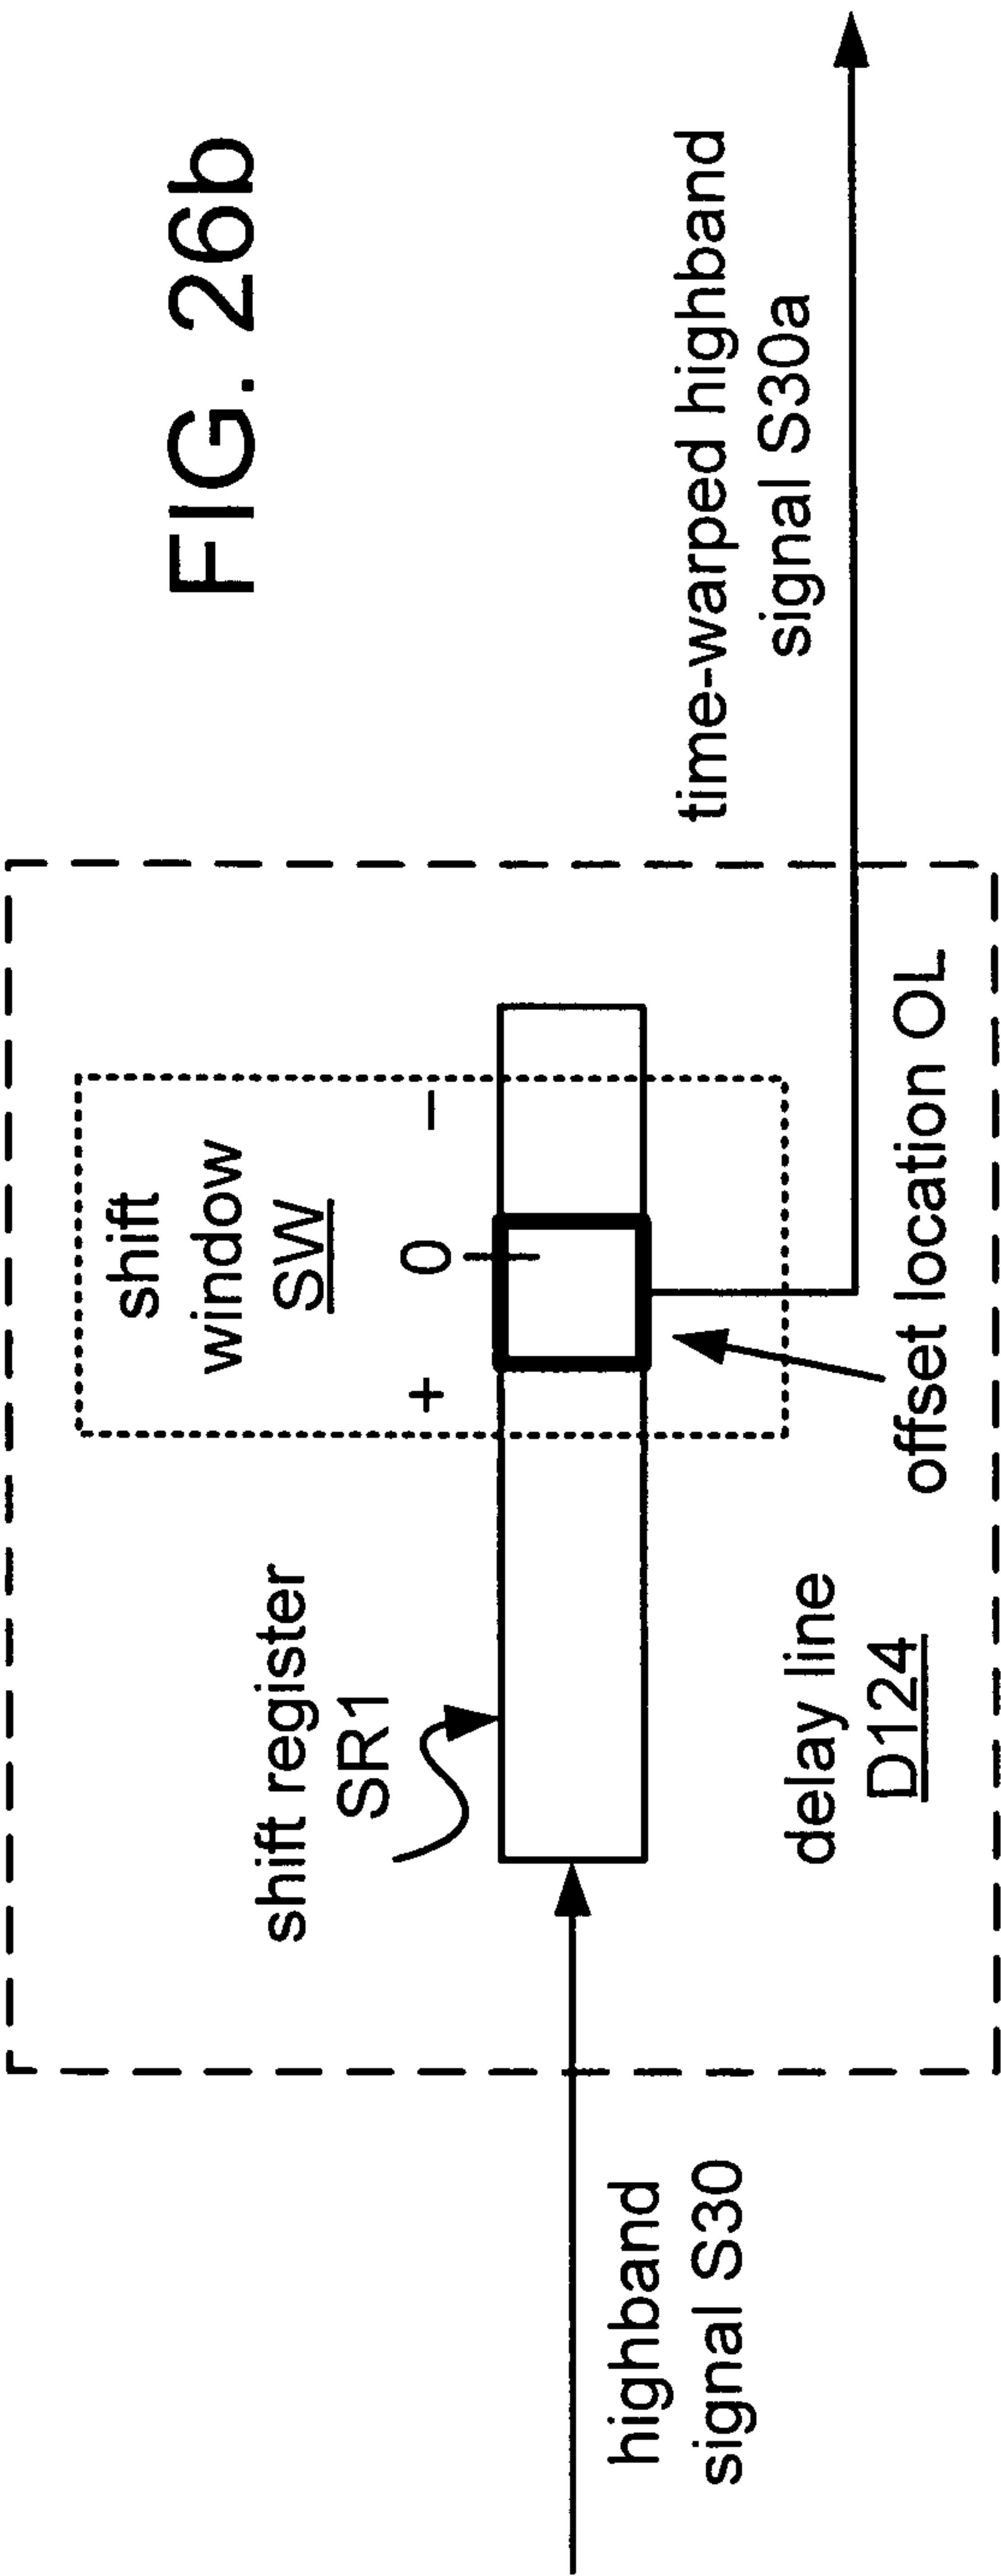 FIG. 26b
shift
window
SW
+
0
–
shift register
SR1
delay line
D124
offset location OL
highband
signal S30
time-warped highband
signal S30a